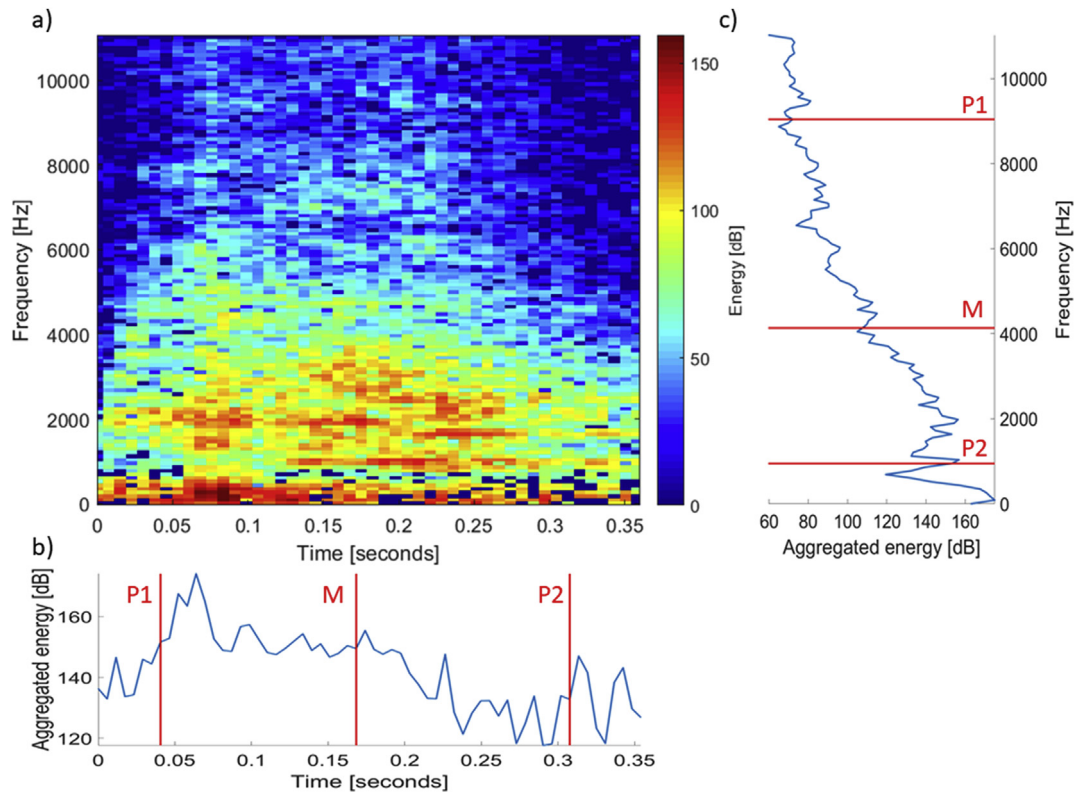 a)
10000
8000
6000
4000
2000
0
Frequency [Hz]
0 0.05 0.1 0.15 0.2 0.25 0.3 0.35
Time [seconds]
150
100
50
0
Energy [dB]
c)
P1
M
P2
10000
8000
6000
4000
2000
0
Frequency [Hz]
60 80 100 120 140 160
Aggregated energy [dB]
b)
P1 M P2
160
140
120
Aggregated energy [dB]
0 0.05 0.1 0.15 0.2 0.25 0.3 0.35
Time [seconds]